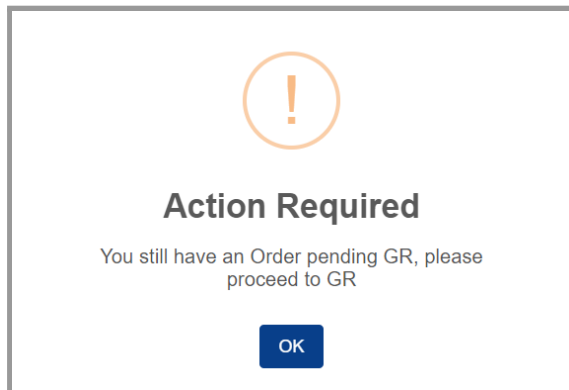 !
Action Required
You still have an Order pending GR, please
proceed to GR
OK